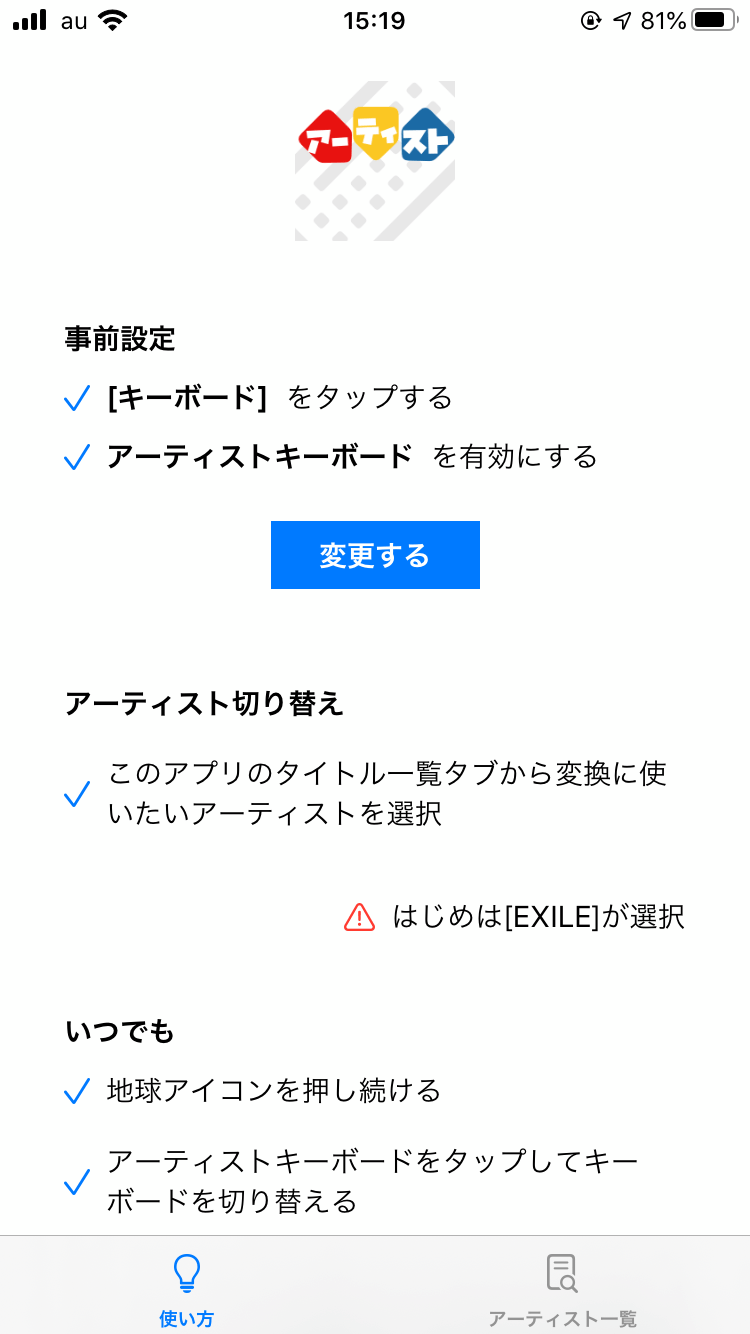 au 15:19 81%
アーティスト
事前設定
[キーボード] をタップする
アーティストキーボード を有効にする
変更する
アーティスト切り替え
このアプリのタイトル一覧タブから変換に使
いたいアーティストを選択
はじめは[EXILE]が選択
いつでも
地球アイコンを押し続ける
アーティストキーボードをタップしてキー
ボードを切り替える
使い方 アーティスト一覧